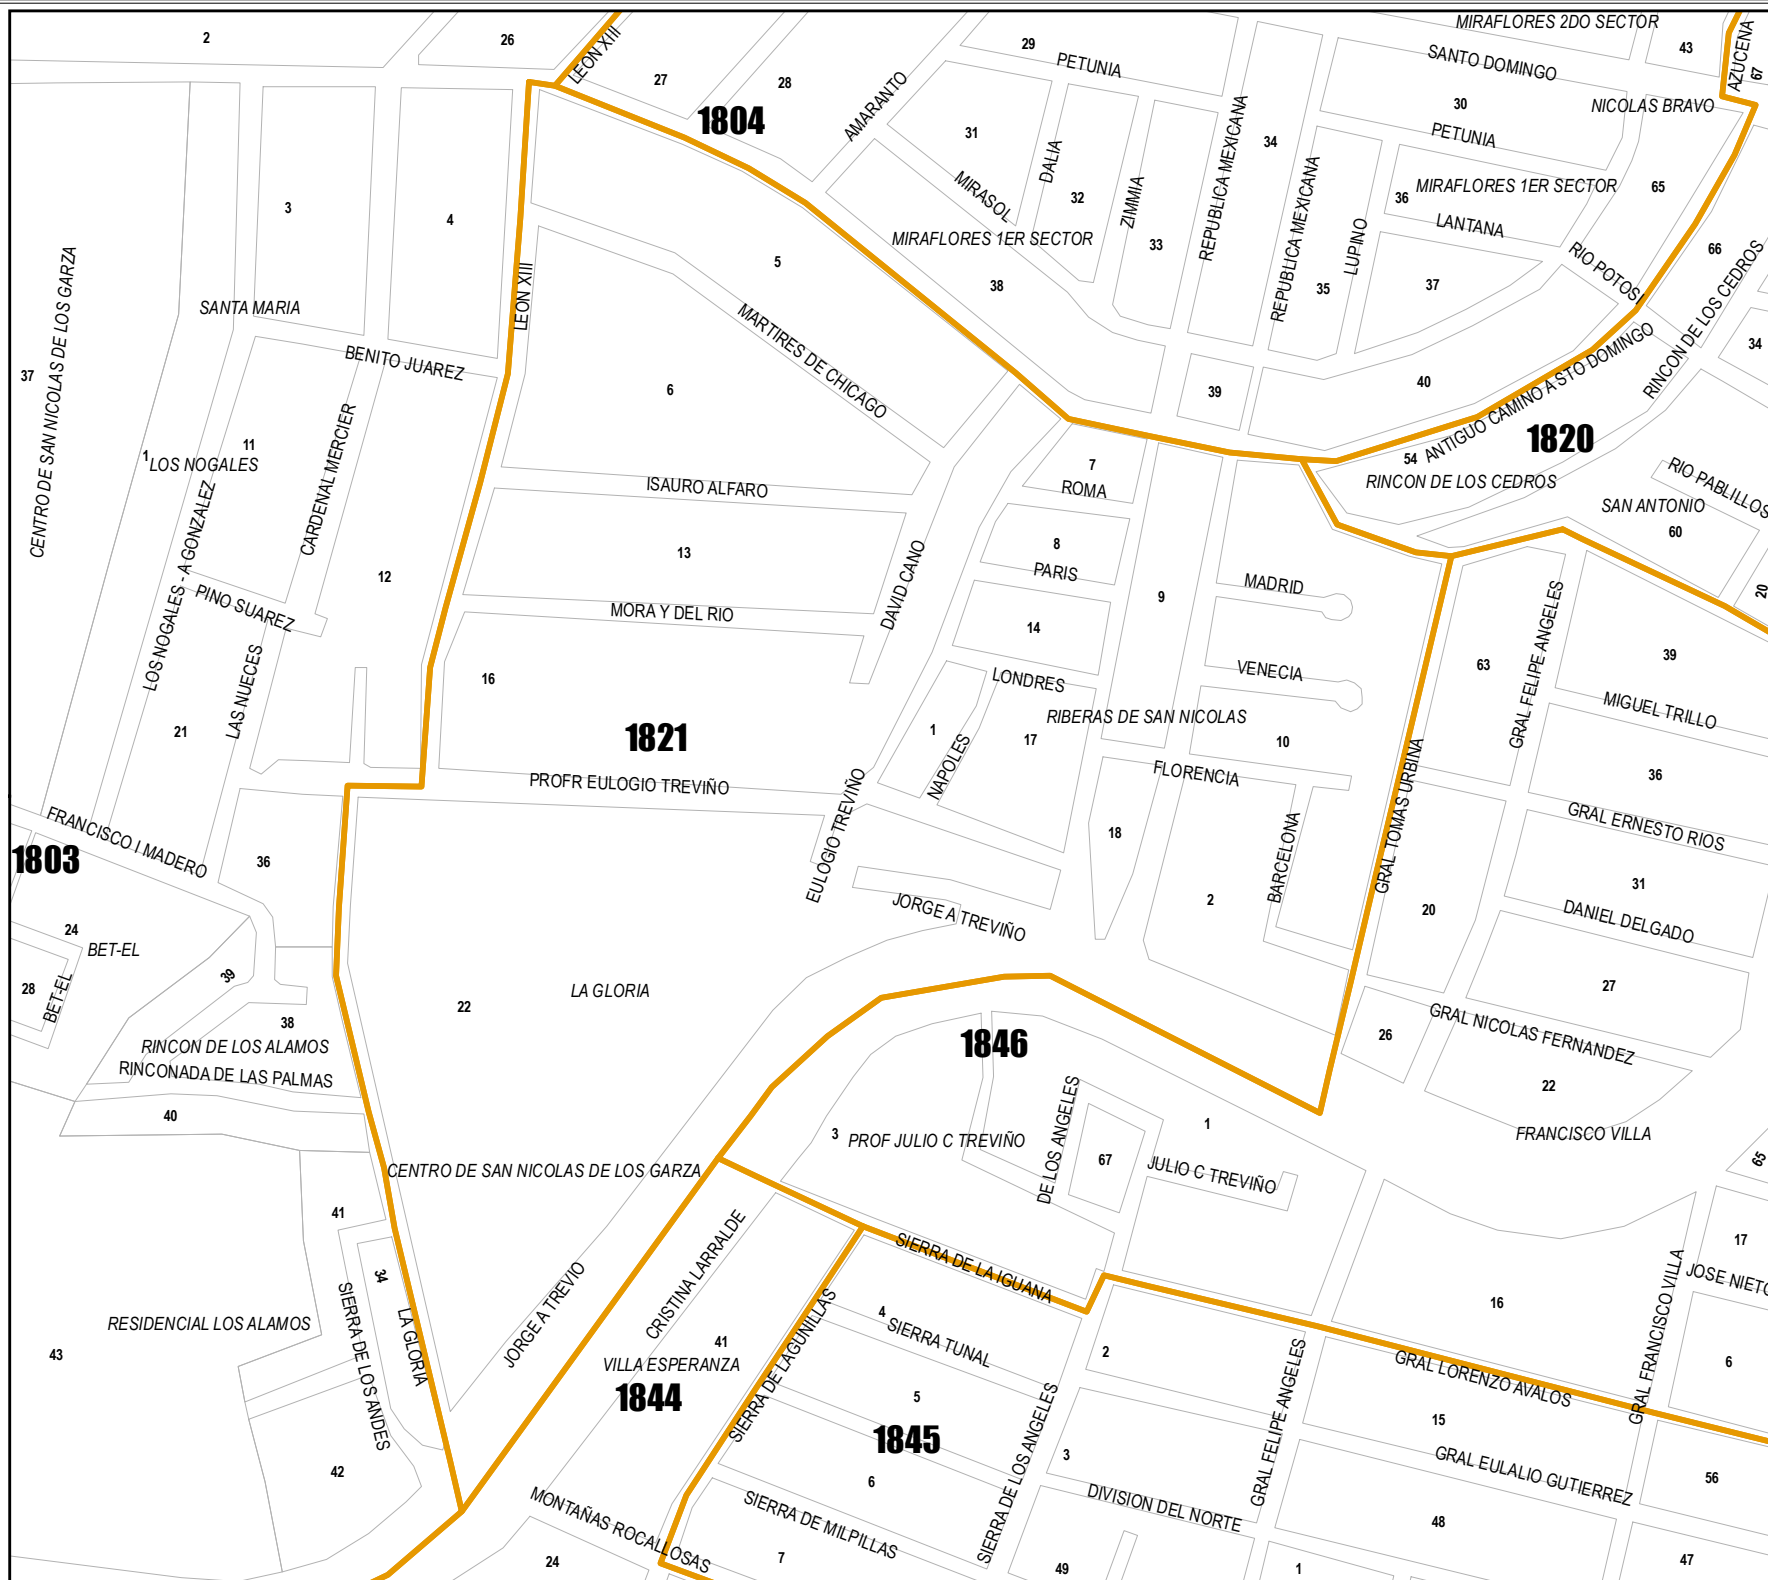 2
26
LEON XIII
27
28
1804
AMARANTO
29
PETUNIA
MIRAFLORES 2DO SECTOR
43
AZUCENA
67
SANTO DOMINGO
30
NICOLAS BRAVO
PETUNIA
31
DALIA
34
REPUBLICA MEXICANA
REPUBLICA MEXICANA
3
4
MIRASOL
32
ZIMMIA
33
MIRAFLORES 1ER SECTOR
36
MIRAFLORES 1ER SECTOR
65
LANTANA
LUPINO
66
RIO POTOSI
RINCON DE LOS CEDROS
CENTRO DE SAN NICOLAS DE LOS GARZA
SANTA MARIA
LEON XIII
5
38
35
37
34
MARTIRES DE CHICAGO
BENITO JUAREZ
37
6
39
40
ANTIGUO CAMINO A STO DOMINGO
1820
54
RINCON DE LOS CEDROS
11
1
LOS NOGALES
CARDENAL MERCIER
7
ROMA
ISAURO ALFARO
RIO PABLILLOS
SAN ANTONIO
60
LOS NOGALES - A GONZALEZ
12
13
DAVID CANO
8
PARIS
9
MADRID
20
PINO SUAREZ
MORA Y DEL RIO
14
GRAL FELIPE ANGELES
63
39
LAS NUECES
16
LONDRES
VENECIA
MIGUEL TRILLO
21
1821
1
NAPOLES
17
RIBERAS DE SAN NICOLAS
10
FLORENCIA
36
PROFR EULOGIO TREVIÑO
EULOGIO TREVIÑO
GRAL TOMAS URBINA
FRANCISCO I MADERO
1803
36
18
BARCELONA
GRAL ERNESTO RIOS
31
JORGE A TREVIÑO
2
20
DANIEL DELGADO
24
BET-EL
28
BET-EL
39
22
LA GLORIA
27
38
RINCON DE LOS ALAMOS
RINCONADA DE LAS PALMAS
40
1846
26
GRAL NICOLAS FERNANDEZ
22
3
PROF JULIO C TREVIÑO
DE LOS ANGELES
67
1
JULIO C TREVIÑO
FRANCISCO VILLA
65
CENTRO DE SAN NICOLAS DE LOS GARZA
41
34
CRISTINA LARRALDE
SIERRA DE LA IGUANA
17
JOSE NIETO
GRAL FRANCISCO VILLA
16
RESIDENCIAL LOS ALAMOS
43
SIERRA DE LOS ANDES
LA GLORIA
JORGE A TREVIO
41
VILLA ESPERANZA
1844
SIERRA DE LAGUNILLAS
4
SIERRA TUNAL
2
GRAL FELIPE ANGELES
GRAL LORENZO AVALOS
6
5
1845
SIERRA DE LOS ANGELES
15
3
GRAL EULALIO GUTIERREZ
56
42
6
MONTAÑAS ROCALLOSAS
SIERRA DE MILPILLAS
DIVISION DEL NORTE
48
24
7
49
1
47